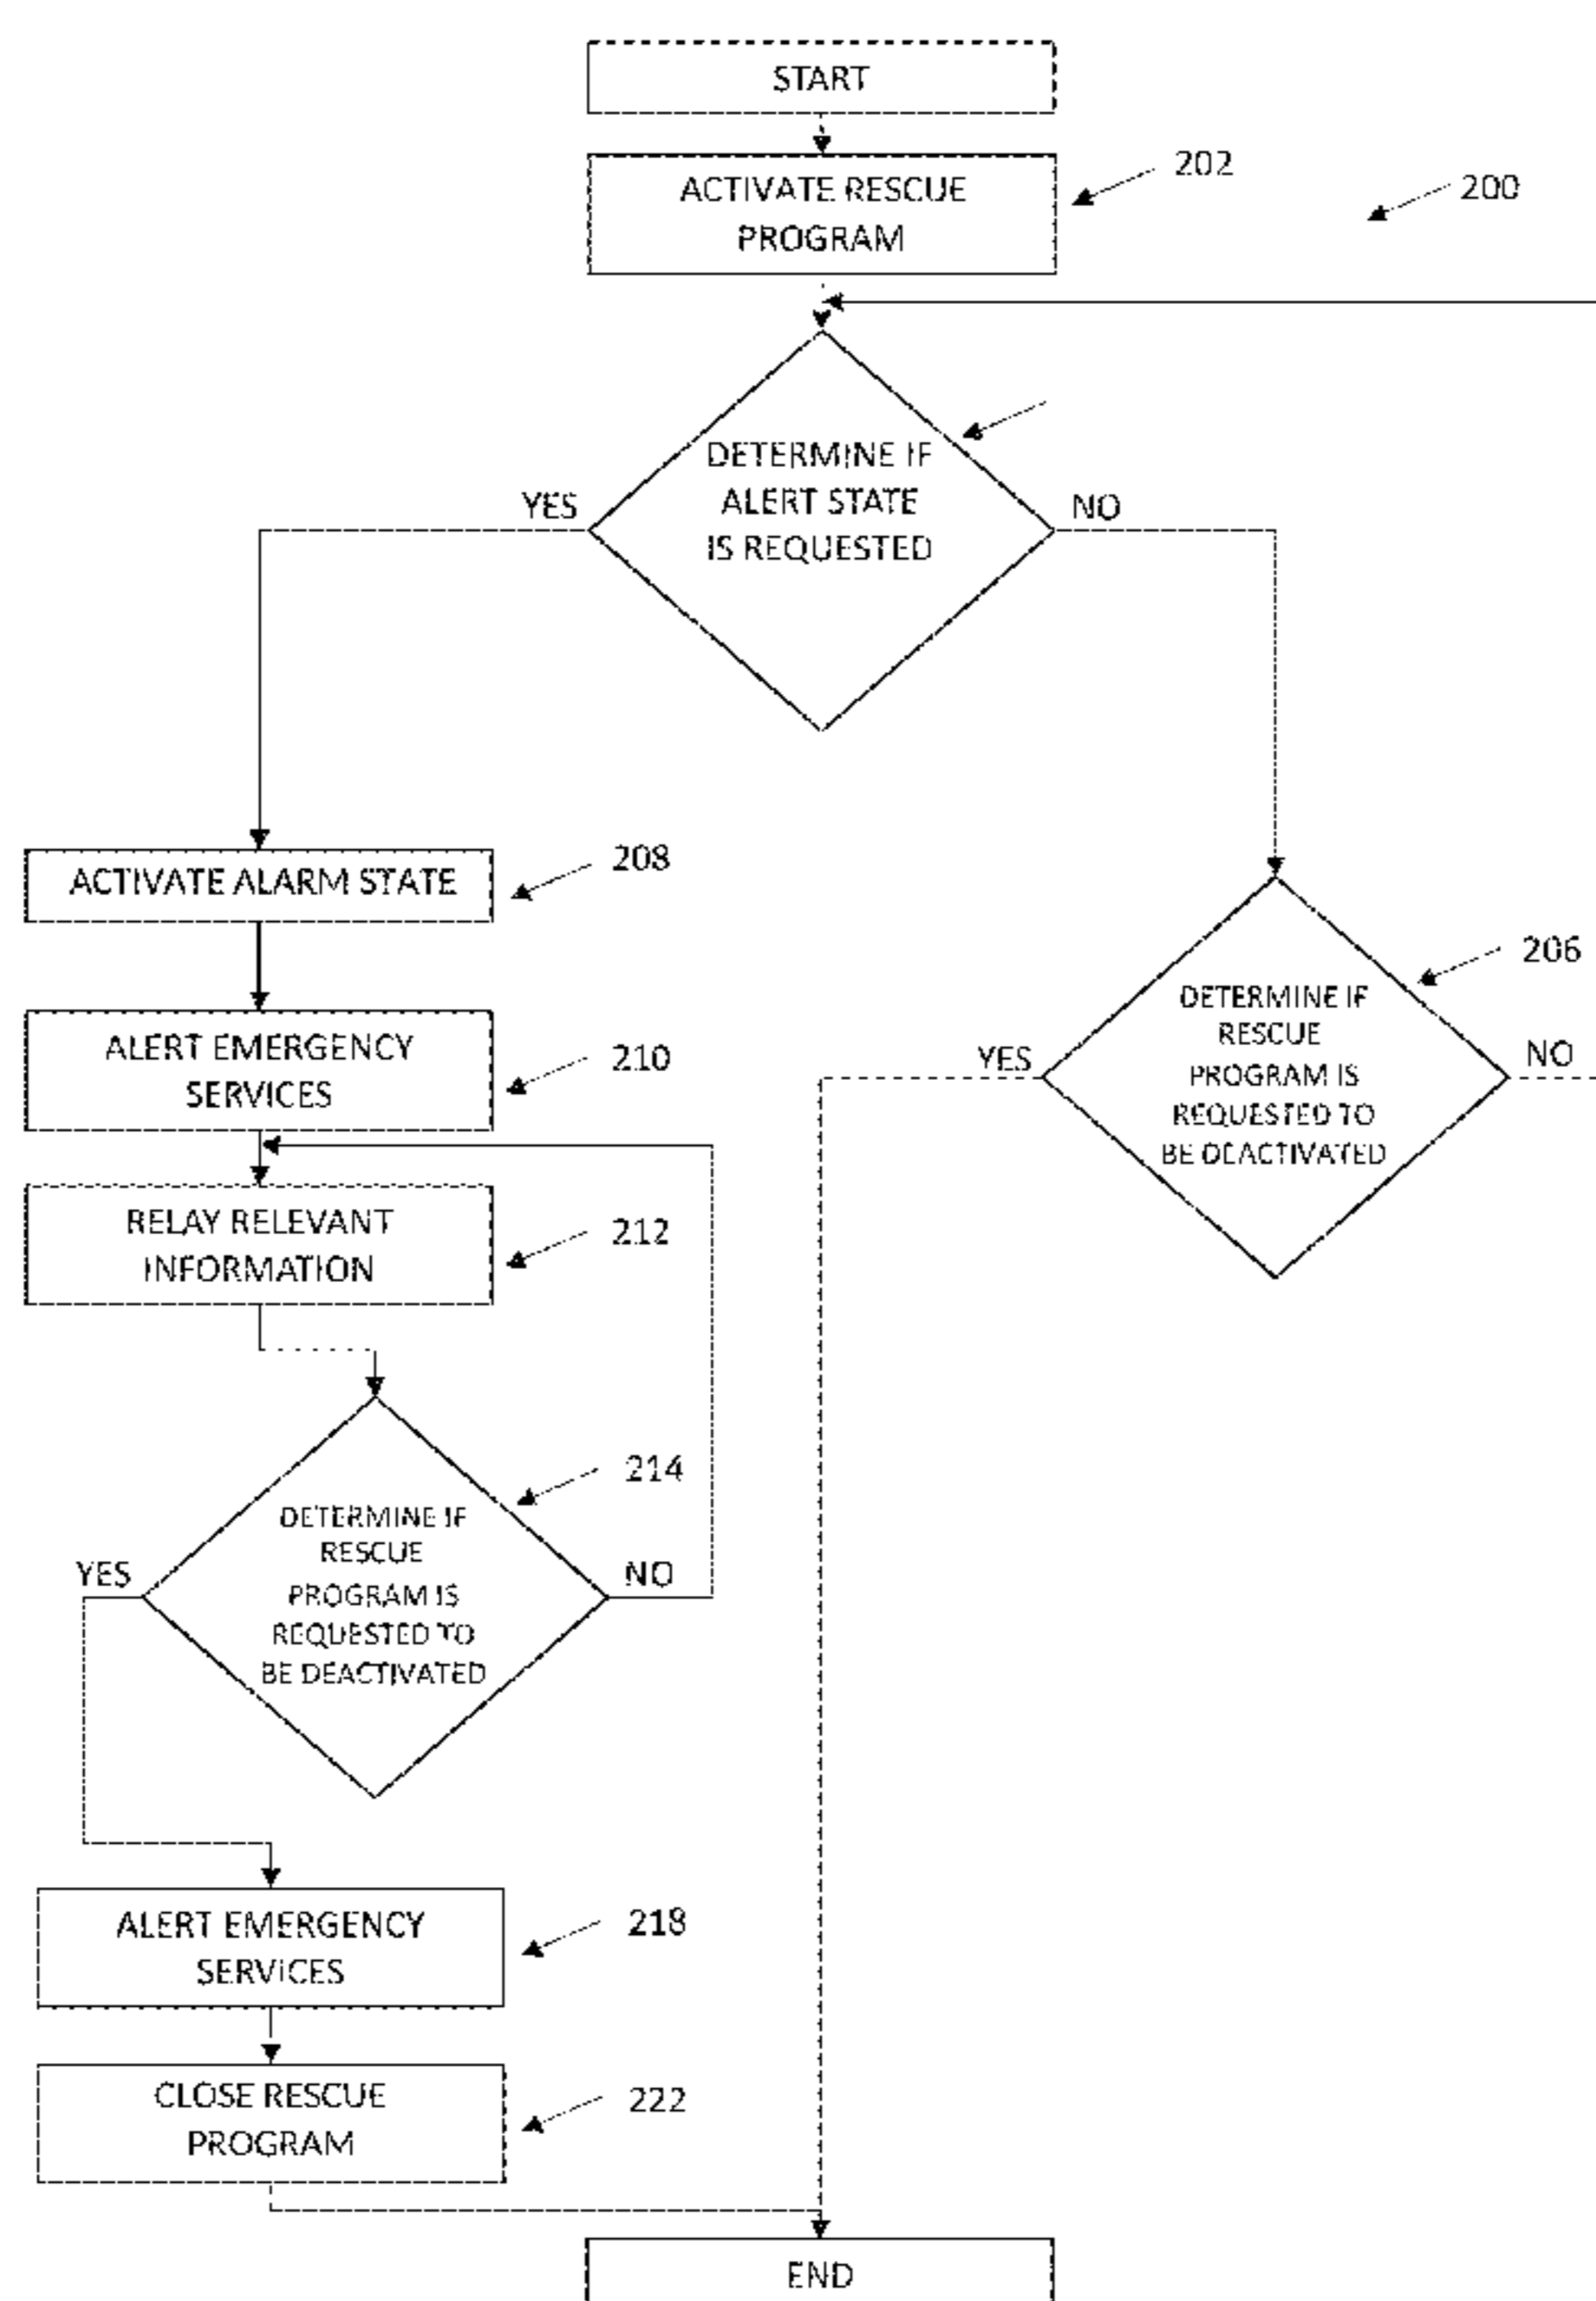 START
ACTIVATE RESCUE
PROGRAM
202
200
DETERMINE IF
ALERT STATE
IS REQUESTED
YES
NO
ACTIVATE ALARM STATE
208
206
DETERMINE IF
RESCUE
PROGRAM IS
REQUESTED TO
BE DEACTIVATED
YES
NO
ALERT EMERGENCY
SERVICES
210
RELAY RELEVANT
INFORMATION
212
214
DETERMINE IF
RESCUE
PROGRAM IS
REQUESTED TO
BE DEACTIVATED
YES
NO
ALERT EMERGENCY
SERVICES
218
CLOSE RESCUE
PROGRAM
222
END